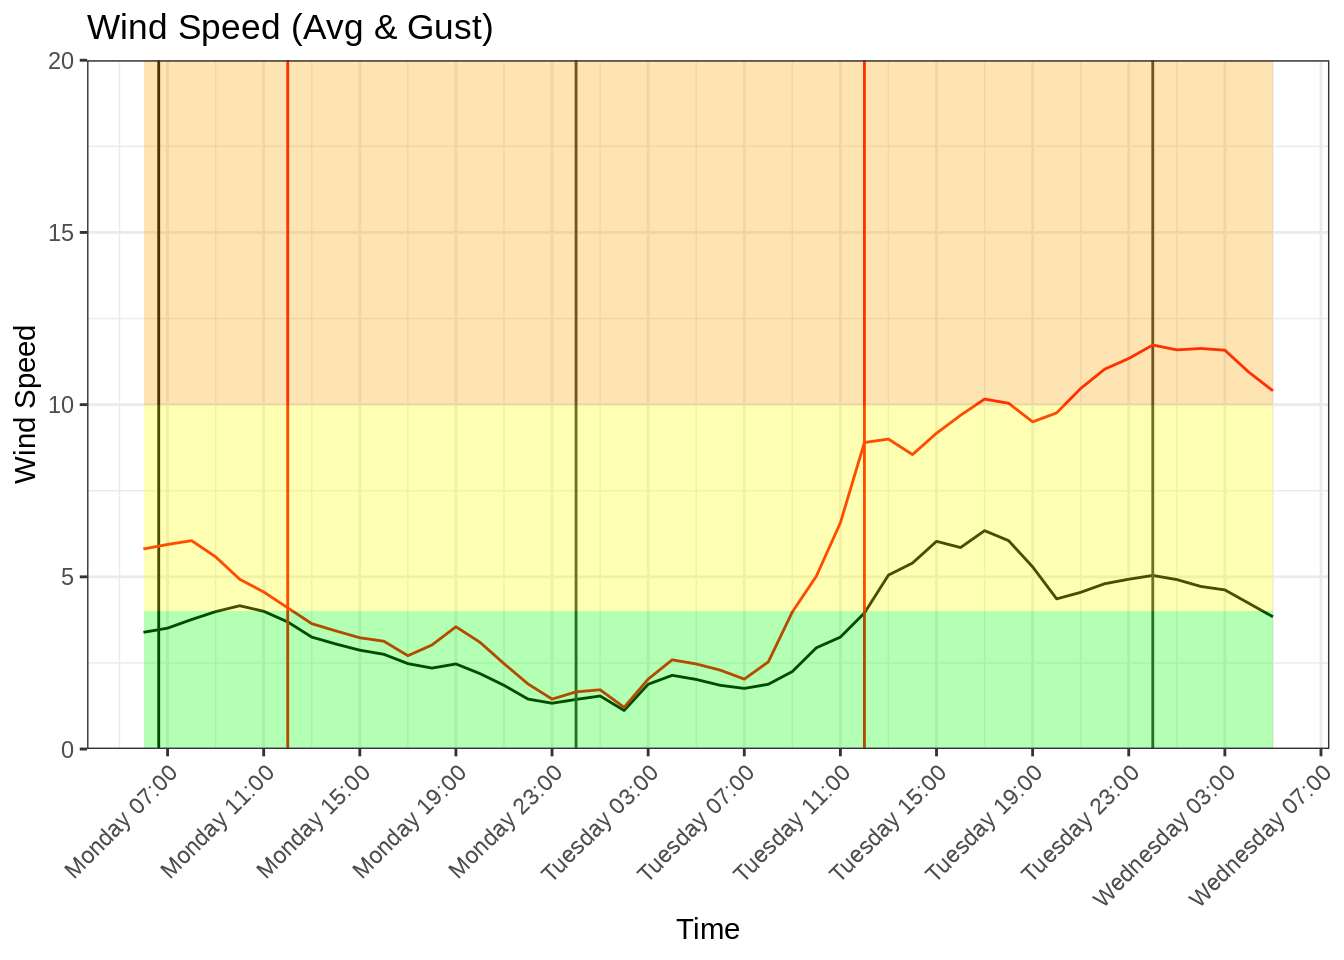 Wind Speed (Avg & Gust)
20
15
10
5
0
Wind Speed
Monday 07:00
Monday 11:00
Monday 15:00
Monday 19:00
Monday 23:00
Tuesday 03:00
Tuesday 07:00
Tuesday 11:00
Tuesday 15:00
Tuesday 19:00
Tuesday 23:00
Wednesday 03:00
Wednesday 07:00
Time